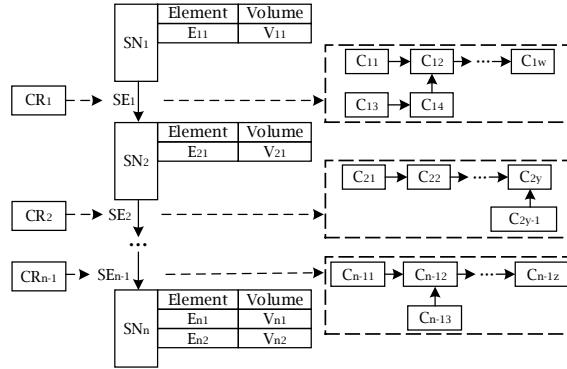 SN1
Element Volume
E11 V11
C11 C12 ... C1w
CR1 SE1
C13 C14
SN2
Element Volume
E21 V21
C21 C22 ... C2y
CR2 SE2
C2y-1
...
CRn-1 SEn-1
Cn-11 Cn-12 ... Cn-1z
SNn
Element Volume
En1 Vn1
En2 Vn2
Cn-13